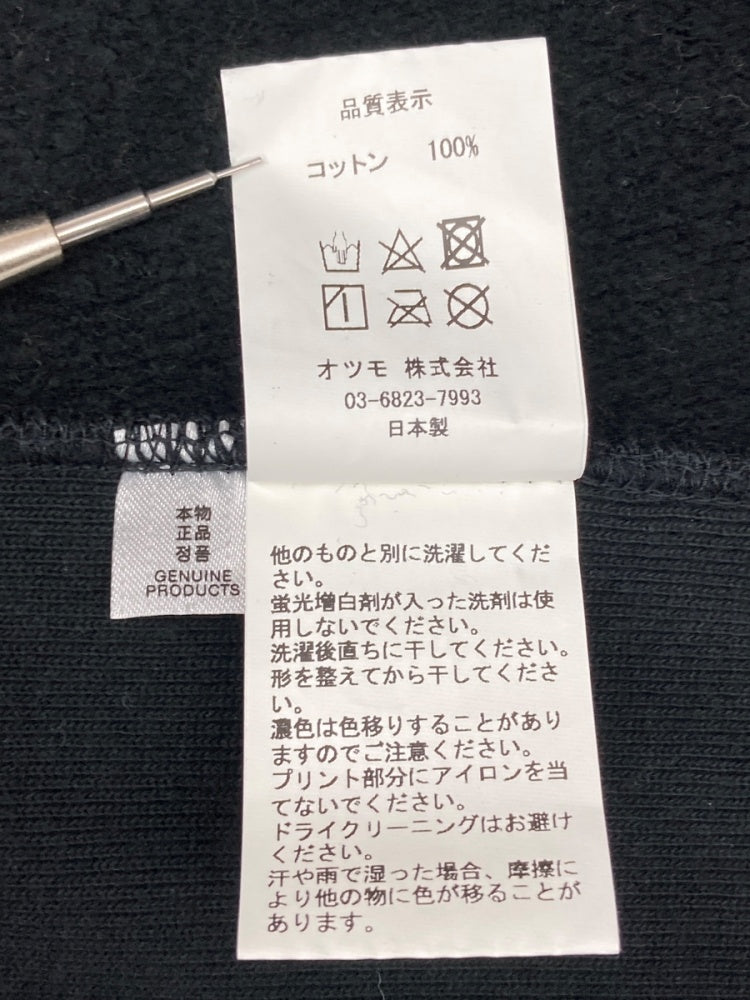 品質表示
コットン 100%
オツモ 株式会社
03-6823-7993
日本製
本物
正品
정품
GENUINE
PRODUCTS
他のものと別に洗濯してくだ
さい。
蛍光増白剤が入った洗剤は使
用しないでください。
洗濯後直ちに干してください。
形を整えてから干してくださ
い。
濃色は色移りすることがあり
ますのでご注意ください。
プリント部分にアイロンを当
てないでください。
ドライクリーニングはお避け
ください。
汗や雨で湿った場合、摩擦に
より他の物に色が移ることが
あります。